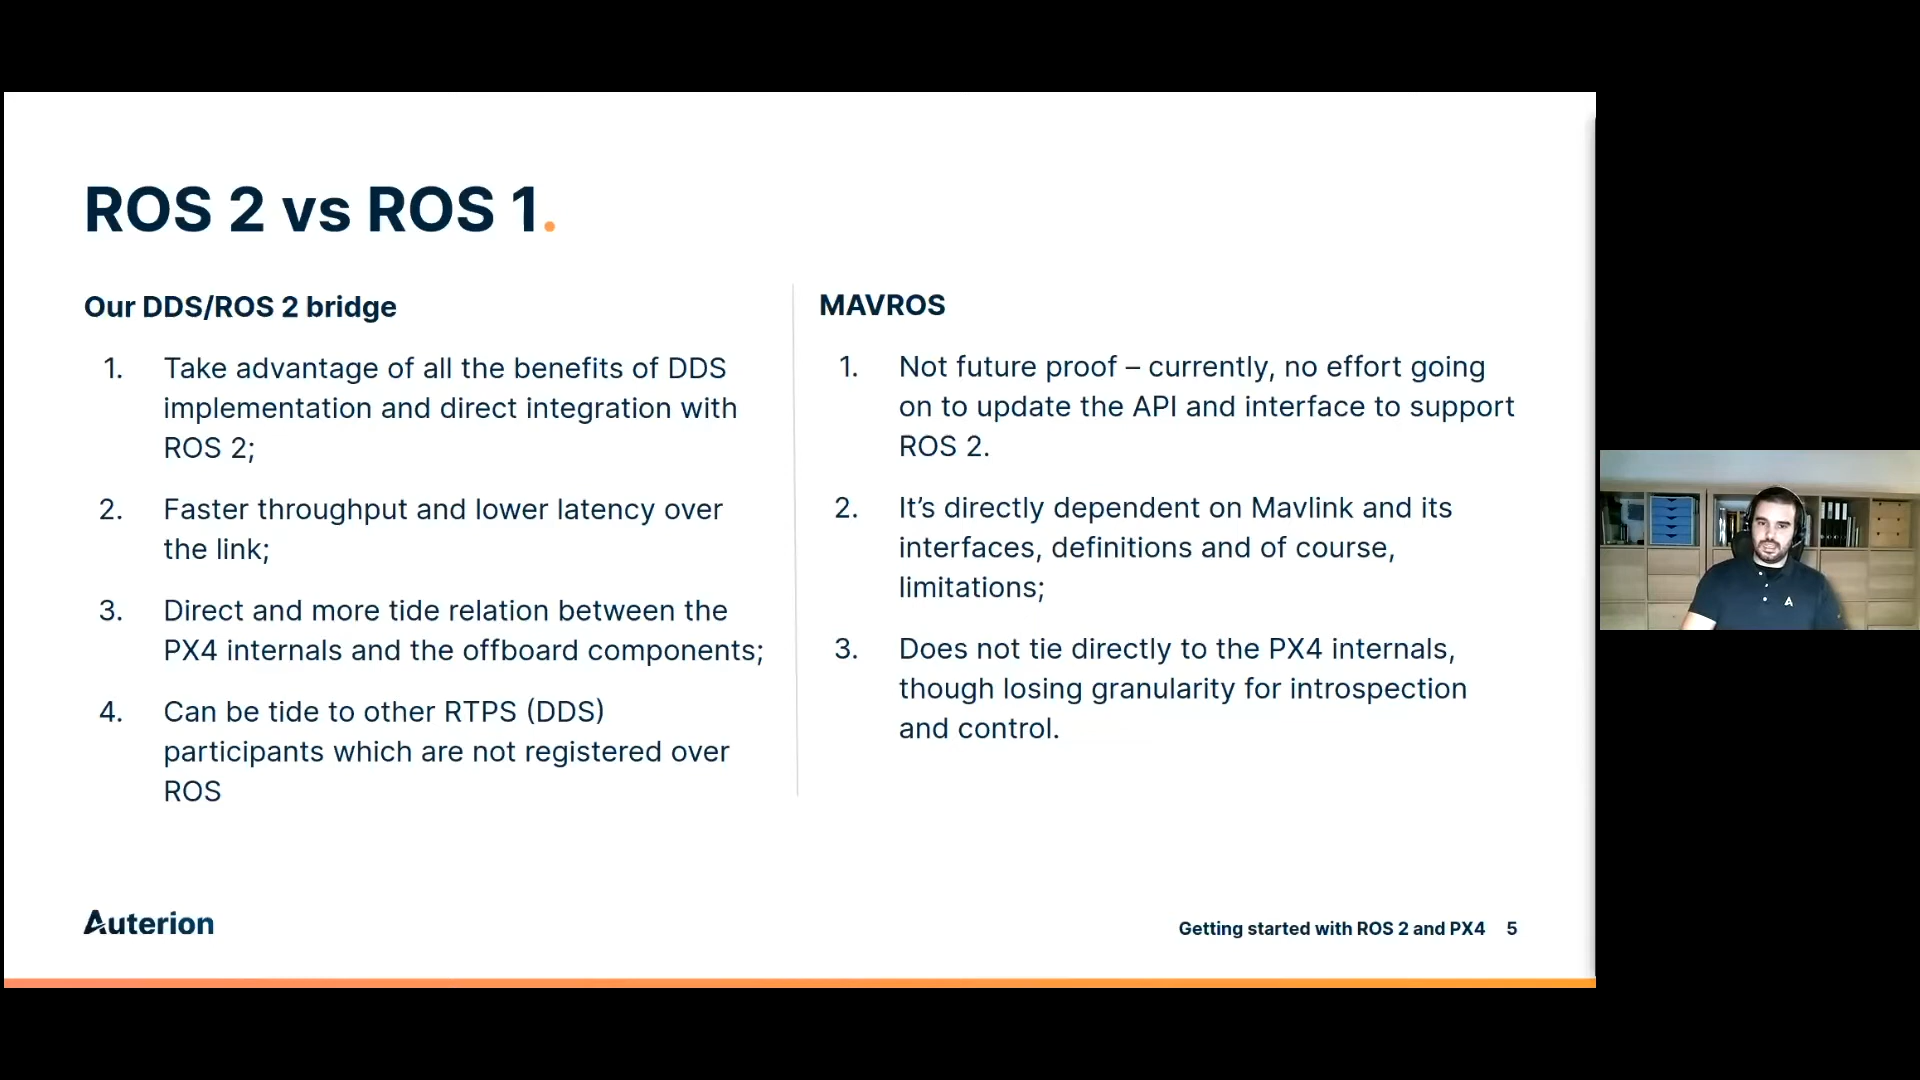 ROS 2 vs ROS 1.
Our DDS/ROS 2 bridge
1. Take advantage of all the benefits of DDS
implementation and direct integration with
ROS 2;
2. Faster throughput and lower latency over
the link;
3. Direct and more tide relation between the
PX4 internals and the offboard components;
4. Can be tide to other RTPS (DDS)
participants which are not registered over
ROS
MAVROS
1. Not future proof – currently, no effort going
on to update the API and interface to support
ROS 2.
2. It’s directly dependent on Mavlink and its
interfaces, definitions and of course,
limitations;
3. Does not tie directly to the PX4 internals,
though losing granularity for introspection
and control.
Auterion
Getting started with ROS 2 and PX4 5